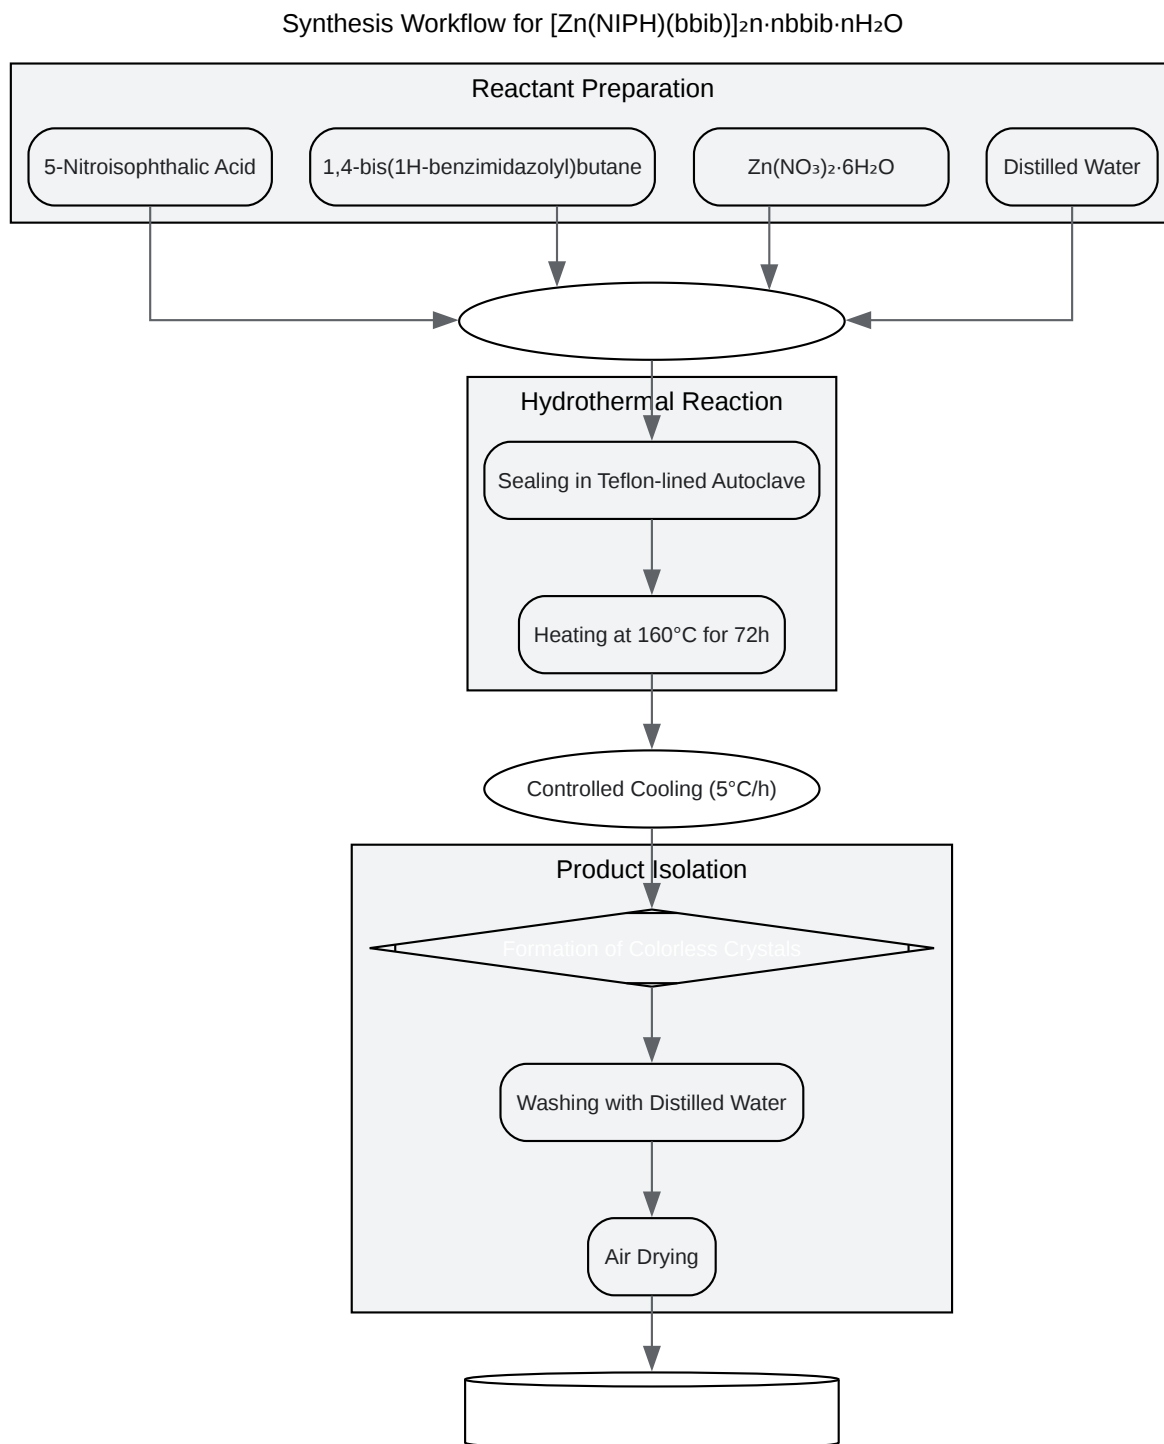 Synthesis Workflow for [Zn(NIPH)(bbib)]₂n·nbbib·nH₂O
Reactant Preparation
5-Nitroisophthalic Acid
1,4-bis(1H-benzimidazolyl)butane
Zn(NO₃)₂·6H₂O
Distilled Water
Hydrothermal Reaction
Sealing in Teflon-lined Autoclave
Heating at 160°C for 72h
Controlled Cooling (5°C/h)
Product Isolation
Formation of Colorless Crystals
Washing with Distilled Water
Air Drying